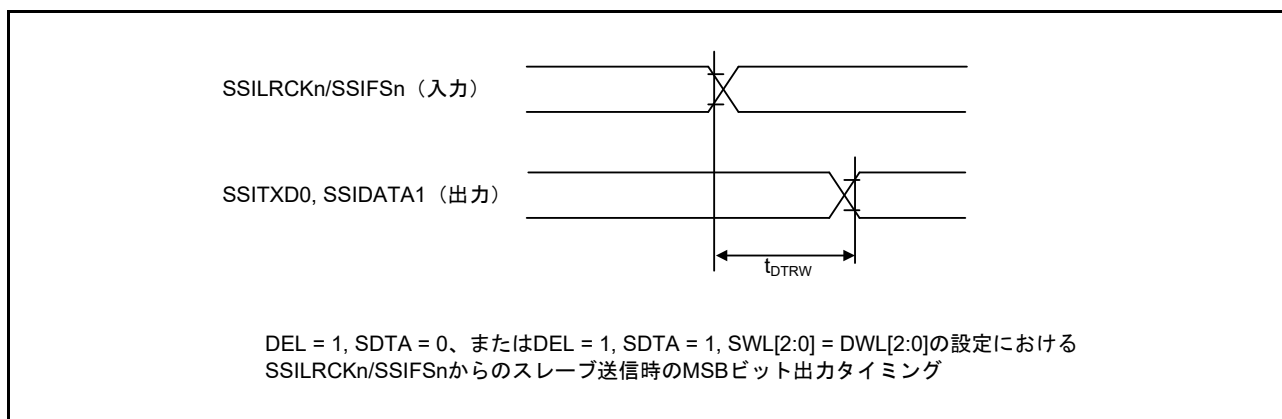 SSILRCKn/SSIFSn（入力）
SSITXD0, SSIDATA1（出力）
tDTRW
DEL = 1, SDTA = 0、またはDEL = 1, SDTA = 1, SWL[2:0] = DWL[2:0]の設定における
SSILRCKn/SSIFSnからのスレーブ送信時のMSBビット出力タイミング